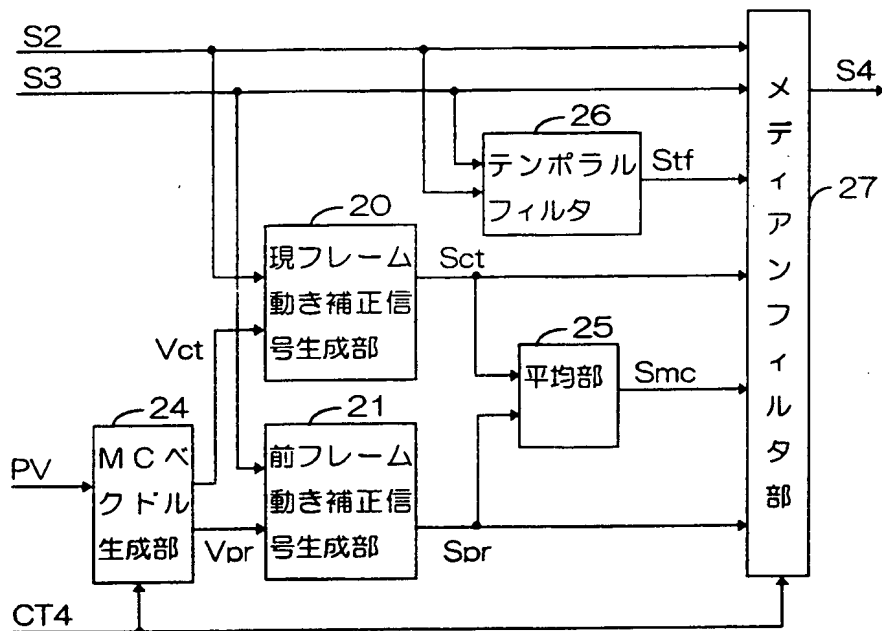 S2
S3
S4
26
テンポラル
フィルタ
Stf
27
メディアンフィルタ部
20
現フレーム
動き補正信
号生成部
Sct
Vct
25
平均部
Smc
24
MCベ
クトル
生成部
PV
21
前フレーム
動き補正信
号生成部
Vpr
Spr
CT4